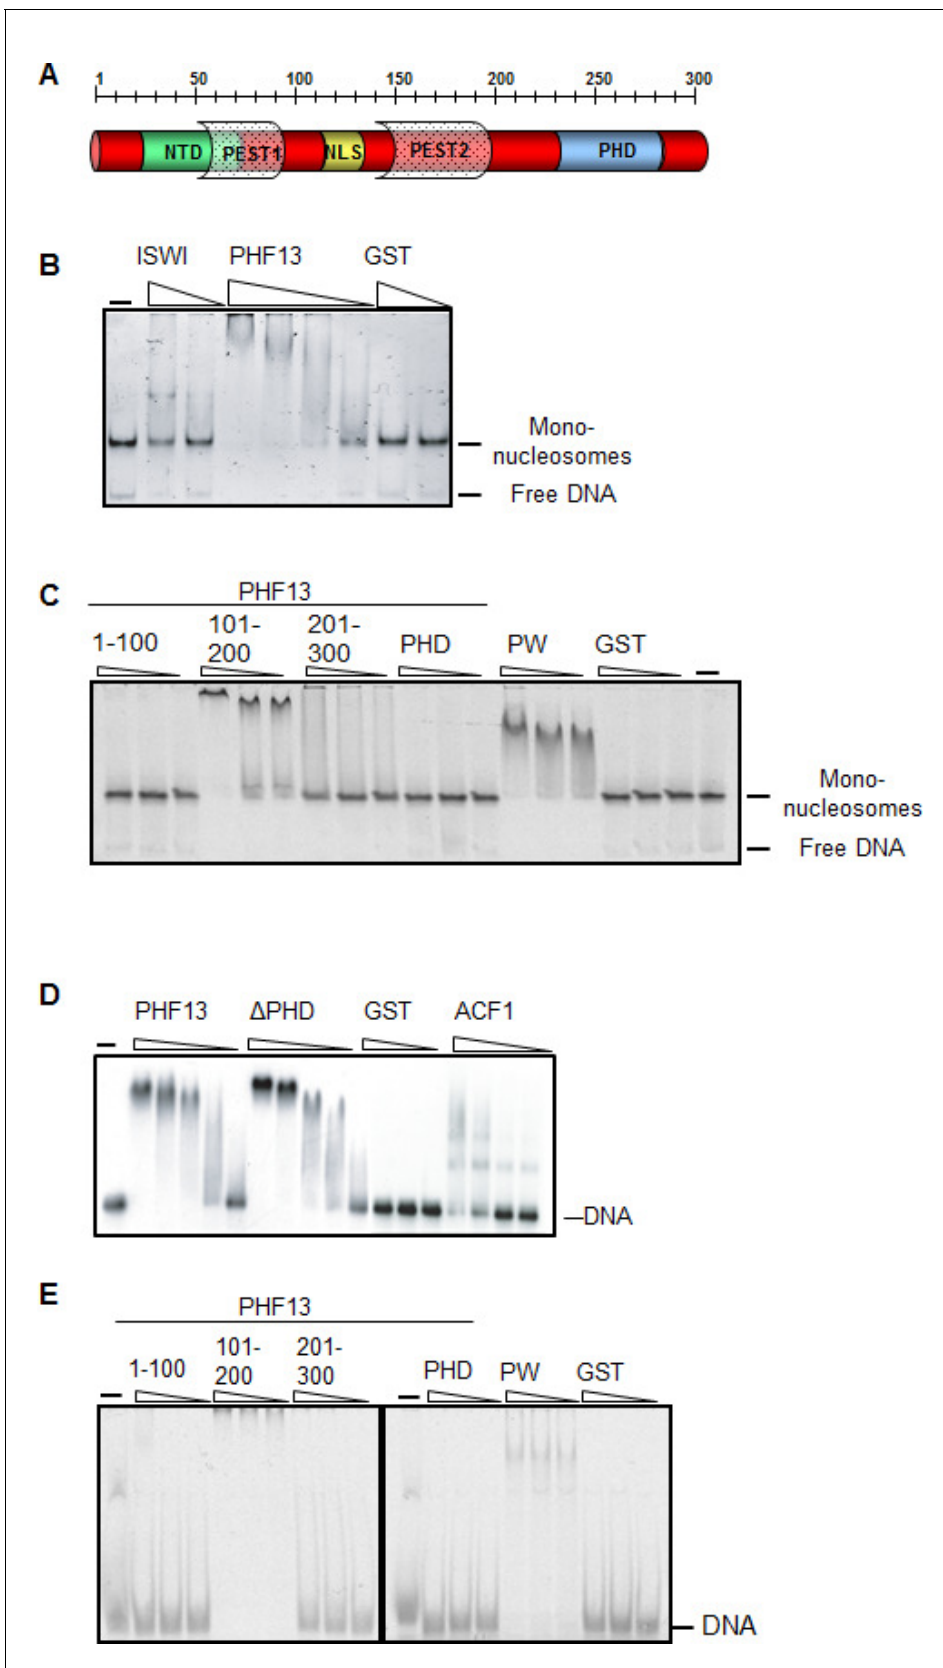 A
1 50 100 150 200 250 300
NTD PEST1 NLS PEST2 PHD
B
ISWI PHF13 GST
–
Mono-
nucleosomes
Free DNA
C
PHF13
1-100 101-
200 201-
300 PHD PW GST –
Mono-
nucleosomes
Free DNA
D
PHF13 ΔPHD GST ACF1
–
–DNA
E
PHF13
1-100 101-
200 201-
300 PHD PW GST
– –
DNA